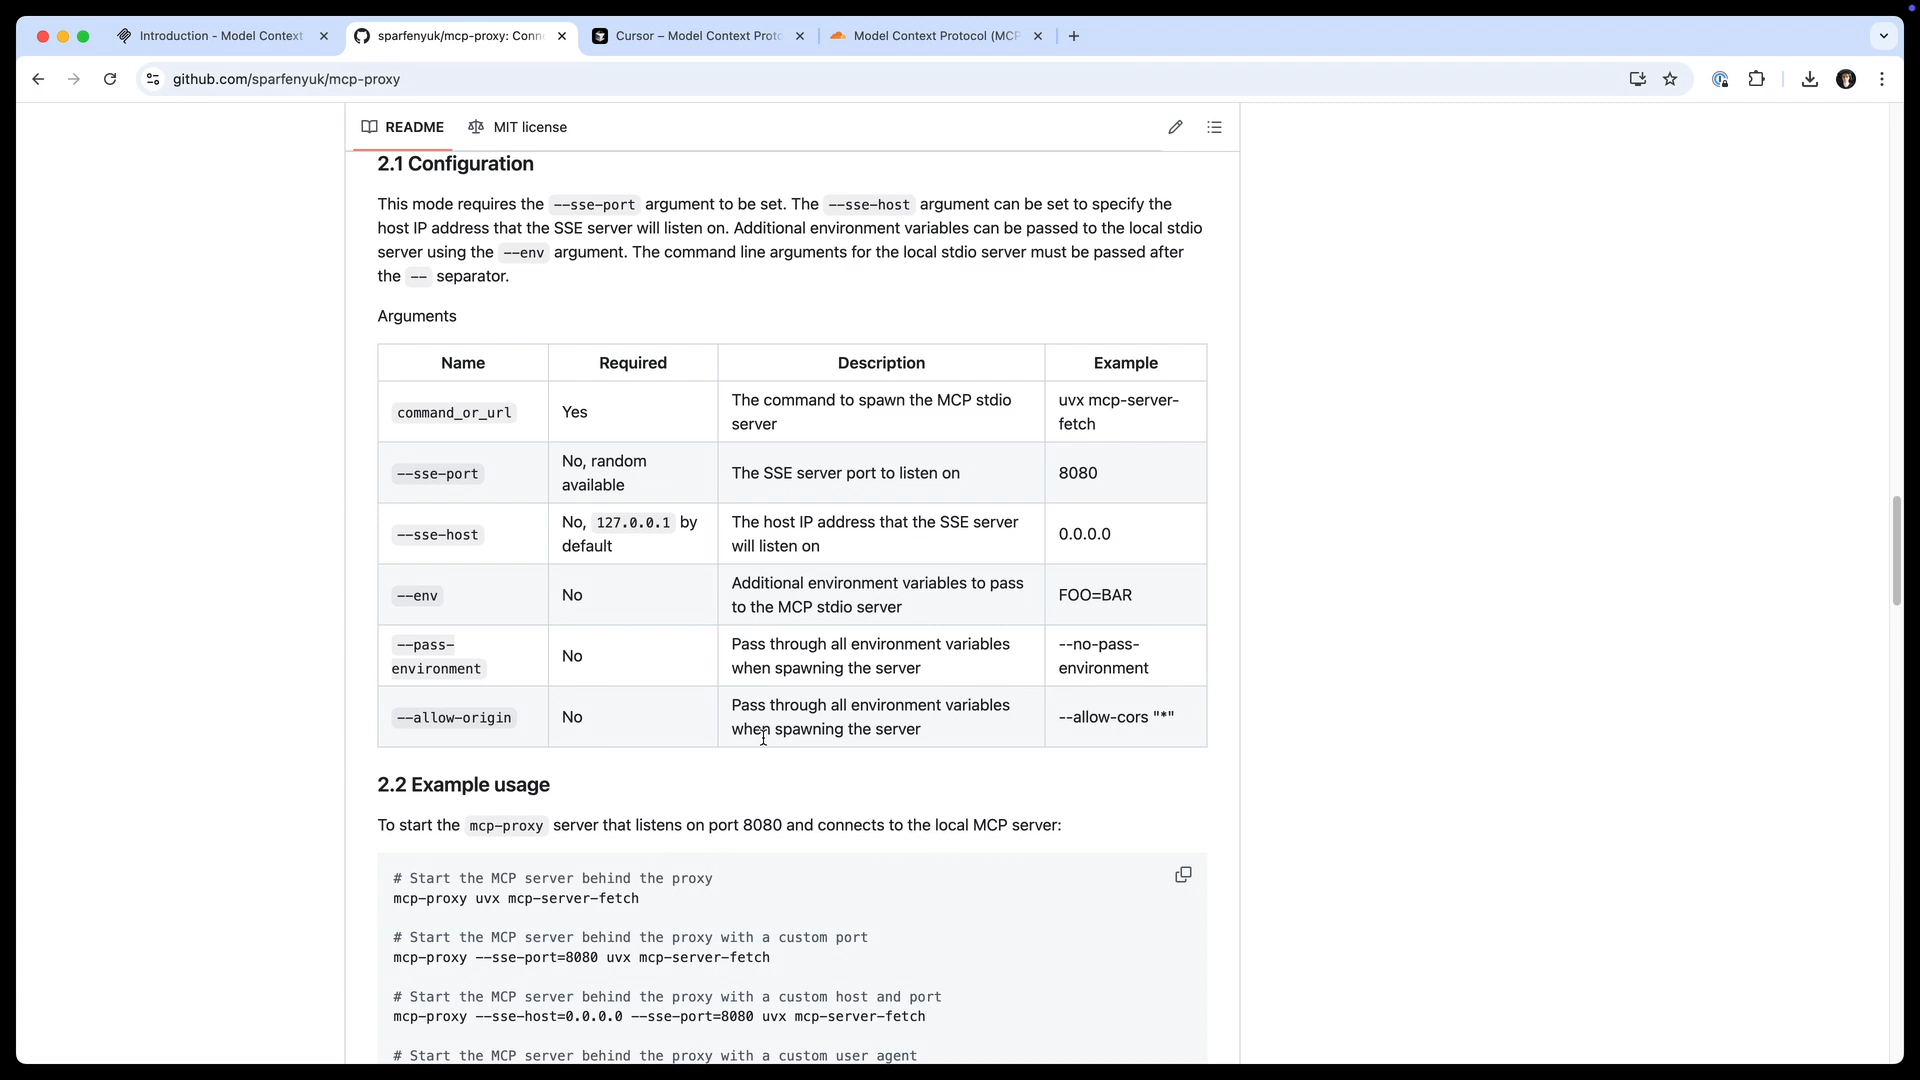 Introduction - Model Context
sparfenyuk/mcp-proxy: Conn
Cursor – Model Context Proto
Model Context Protocol (MCP
github.com/sparfenyuk/mcp-proxy
README
MIT license
2.1 Configuration
This mode requires the --sse-port argument to be set. The --sse-host argument can be set to specify the
host IP address that the SSE server will listen on. Additional environment variables can be passed to the local stdio
server using the --env argument. The command line arguments for the local stdio server must be passed after
the -- separator.
Arguments
Name Required Description Example
command_or_url Yes The command to spawn the MCP stdio server uvx mcp-server-fetch
--sse-port No, random available The SSE server port to listen on 8080
--sse-host No, 127.0.0.1 by default The host IP address that the SSE server will listen on 0.0.0.0
--env No Additional environment variables to pass to the MCP stdio server FOO=BAR
--pass-environment No Pass through all environment variables when spawning the server --no-pass-environment
--allow-origin No Pass through all environment variables when spawning the server --allow-cors "*"
2.2 Example usage
To start the mcp-proxy server that listens on port 8080 and connects to the local MCP server:
# Start the MCP server behind the proxy
mcp-proxy uvx mcp-server-fetch
# Start the MCP server behind the proxy with a custom port
mcp-proxy --sse-port=8080 uvx mcp-server-fetch
# Start the MCP server behind the proxy with a custom host and port
mcp-proxy --sse-host=0.0.0.0 --sse-port=8080 uvx mcp-server-fetch
# Start the MCP server behind the proxy with a custom user agent